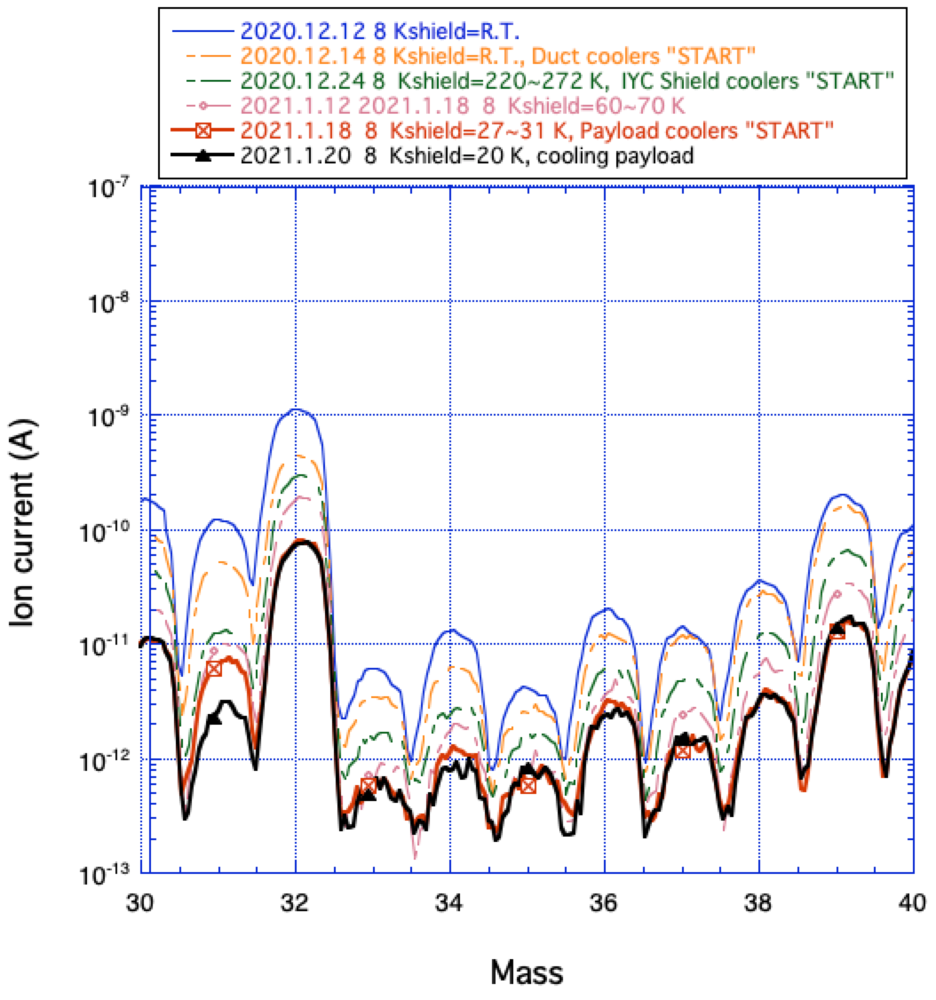 2020.12.12 8 Kshield=R.T.
2020.12.14 8 Kshield=R.T., Duct coolers "START"
2020.12.24 8 Kshield=220~272 K, IYC Shield coolers "START"
2021.1.12 2021.1.18 8 Kshield=60~70 K
2021.1.18 8 Kshield=27~31 K, Payload coolers "START"
2021.1.20 8 Kshield=20 K, cooling payload
10-7
10-8
10-9
10-10
10-11
10-12
10-13
Ion current (A)
30 32 34 36 38 40
Mass